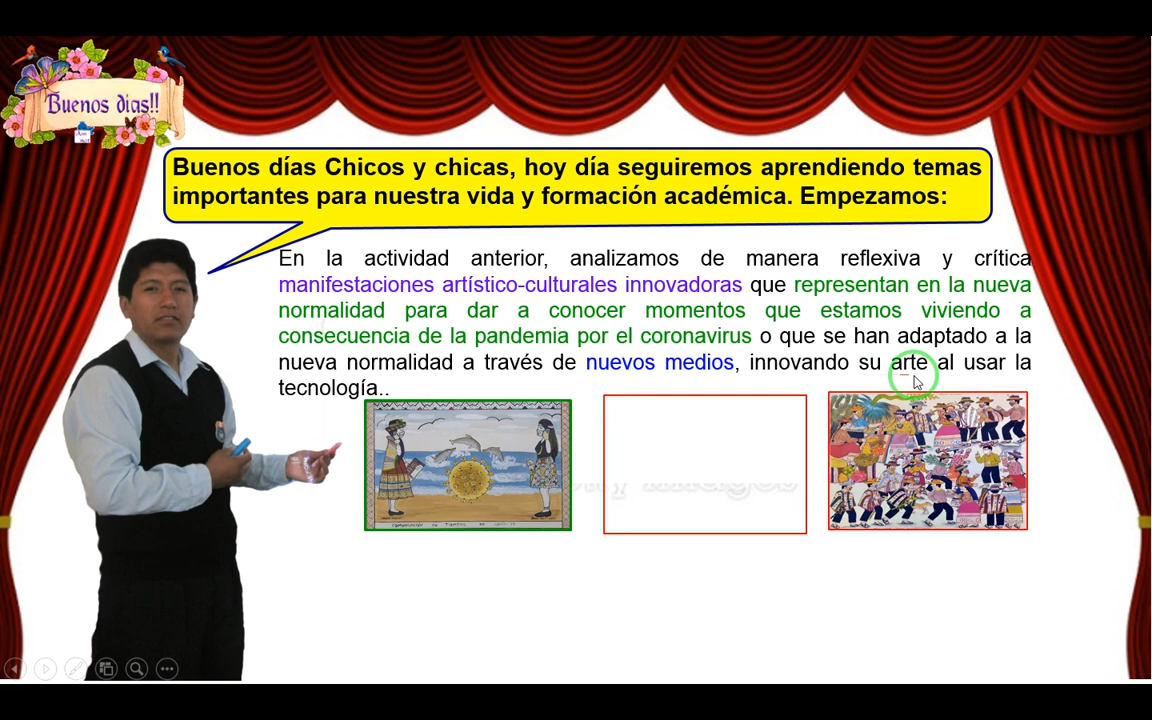 Buenos dias!!
Buenos días Chicos y chicas, hoy día seguiremos aprendiendo temas
importantes para nuestra vida y formación académica. Empezamos:
En la actividad anterior, analizamos de manera reflexiva y crítica
manifestaciones artístico-culturales innovadoras que representan en la nueva
normalidad para dar a conocer momentos que estamos viviendo a
consecuencia de la pandemia por el coronavirus o que se han adaptado a la
nueva normalidad a través de nuevos medios, innovando su arte al usar la
tecnología..